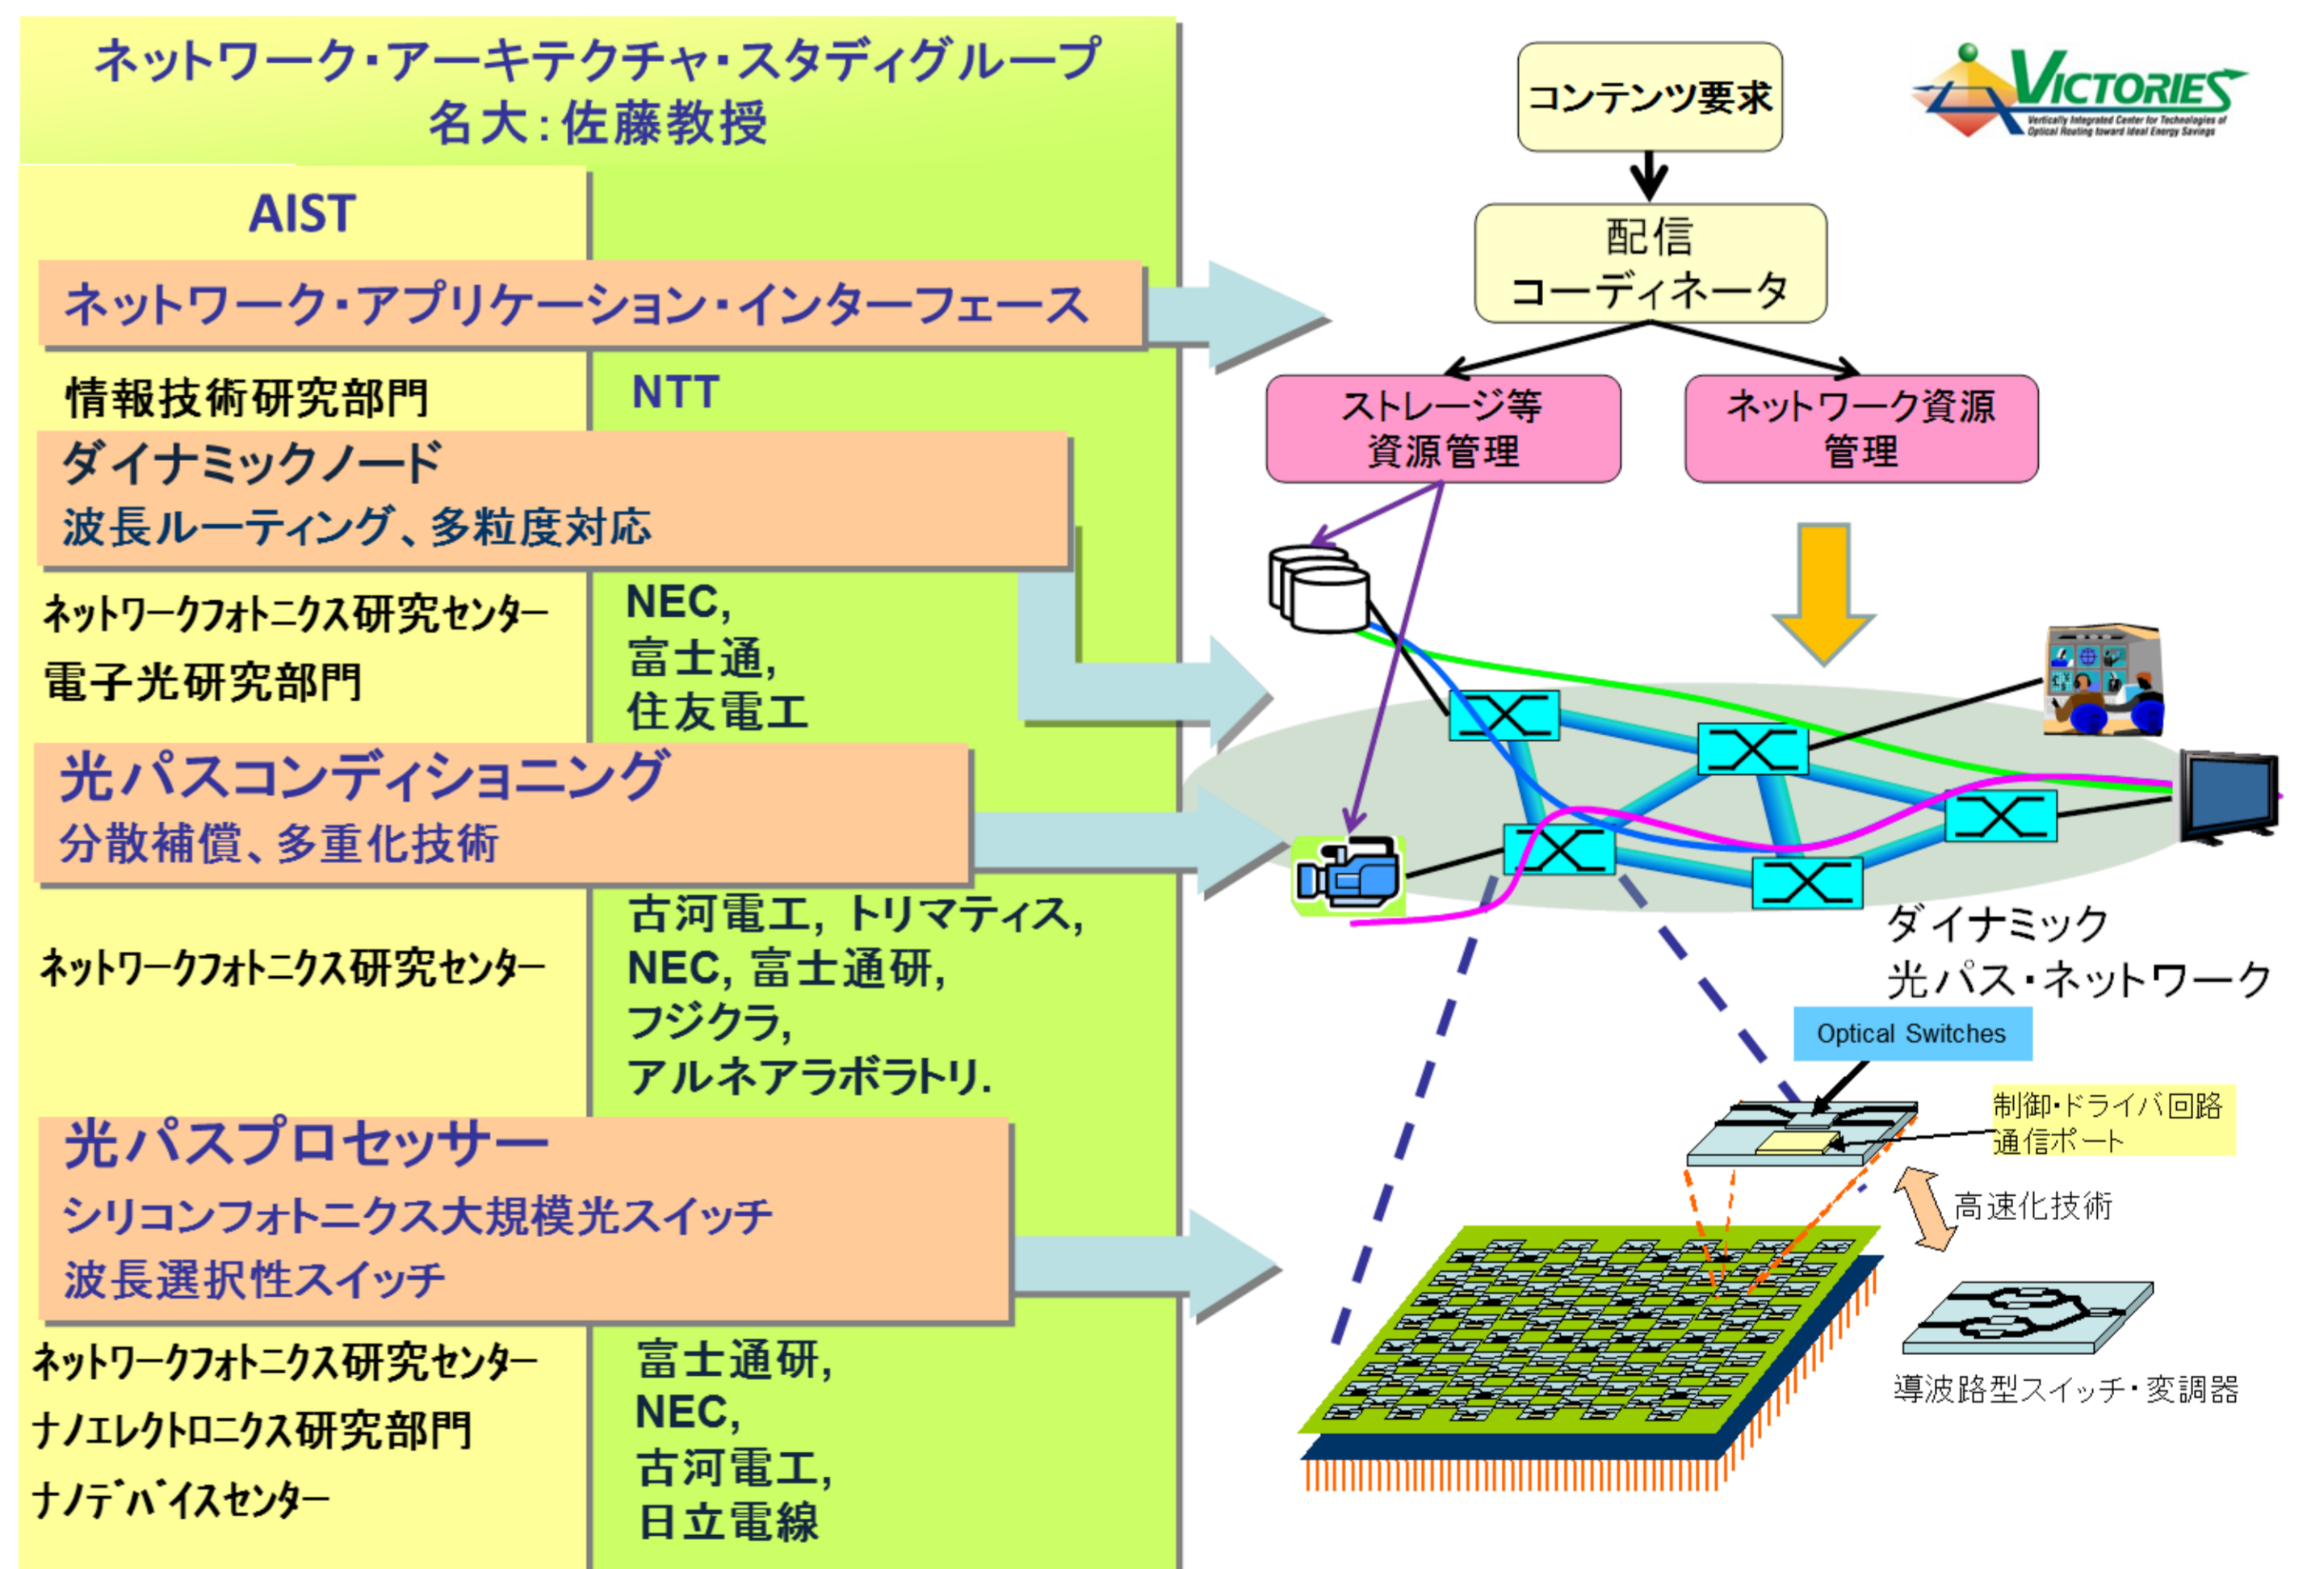 ネットワーク・アーキテクチャ・スタディグループ
名大：佐藤教授
AIST
ネットワーク・アプリケーション・インターフェース
情報技術研究部門
NTT
ダイナミックノード
波長ルーティング、多粒度対応
ﾈｯﾄﾜｰｸﾌｫﾄﾆｸｽ研究ｾﾝﾀｰ
電子光研究部門
NEC,
富士通,
住友電工
光パスコンディショニング
分散補償、多重化技術
ﾈｯﾄﾜｰｸﾌｫﾄﾆｸｽ研究ｾﾝﾀｰ
古河電工, トリマティス,
NEC, 富士通研,
フジクラ,
アルネアラボラトリ.
光パスプロセッサー
シリコンフォトニクス大規模光スイッチ
波長選択性スイッチ
ﾈｯﾄﾜｰｸﾌｫﾄﾆｸｽ研究ｾﾝﾀｰ
ﾅﾉｴﾚｸﾄﾛﾆｸｽ研究部門
ﾅﾉﾃﾞﾊﾞｲｽｾﾝﾀｰ
富士通研,
NEC,
古河電工,
日立電線
コンテンツ要求
VICTORIES
Vertically Integrated Center for Technologies of
Optical Routing toward Ideal Energy Savings
配信
コーディネータ
ストレージ等
資源管理
ネットワーク資源
管理
ダイナミック
光パス・ネットワーク
Optical Switches
制御・ドライバ回路
通信ポート
高速化技術
導波路型スイッチ・変調器